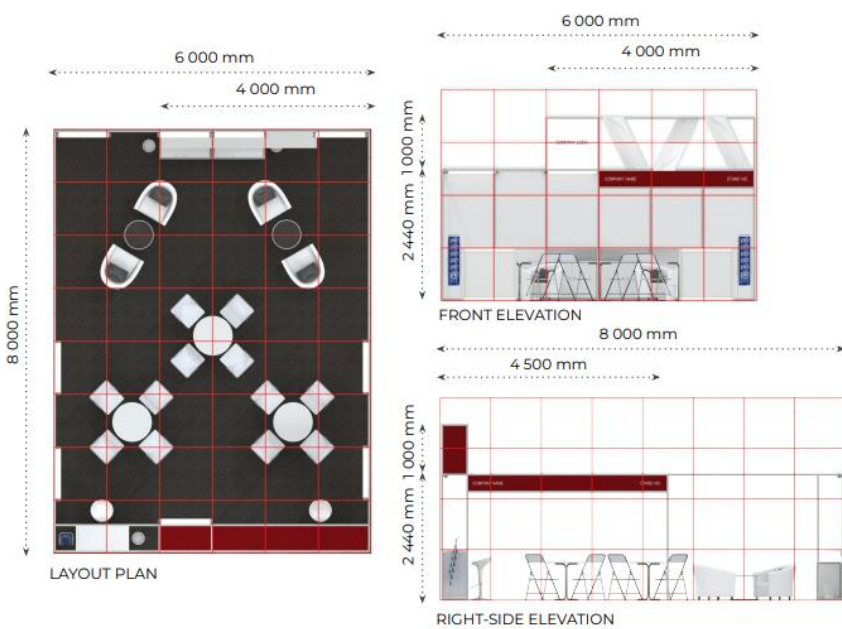 6 000 mm
4 000 mm
8 000 mm
LAYOUT PLAN
6 000 mm
4 000 mm
1 000 mm
2 440 mm
COMPANY LOGO
COMPANY NAME
STAND NO.
FRONT ELEVATION
8 000 mm
4 500 mm
1 000 mm
2 440 mm
COMPANY NAME
STAND NO.
RIGHT-SIDE ELEVATION